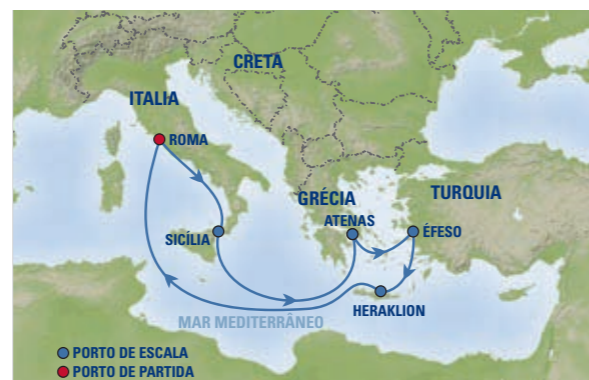 CRETA
ITALIA
ROMA
GRÉCIA
TURQUIA
ATENAS
SICÍLIA
ÉFESO
HERAKLION
MAR MEDITERRÂNEO
PORTO DE ESCALA
PORTO DE PARTIDA